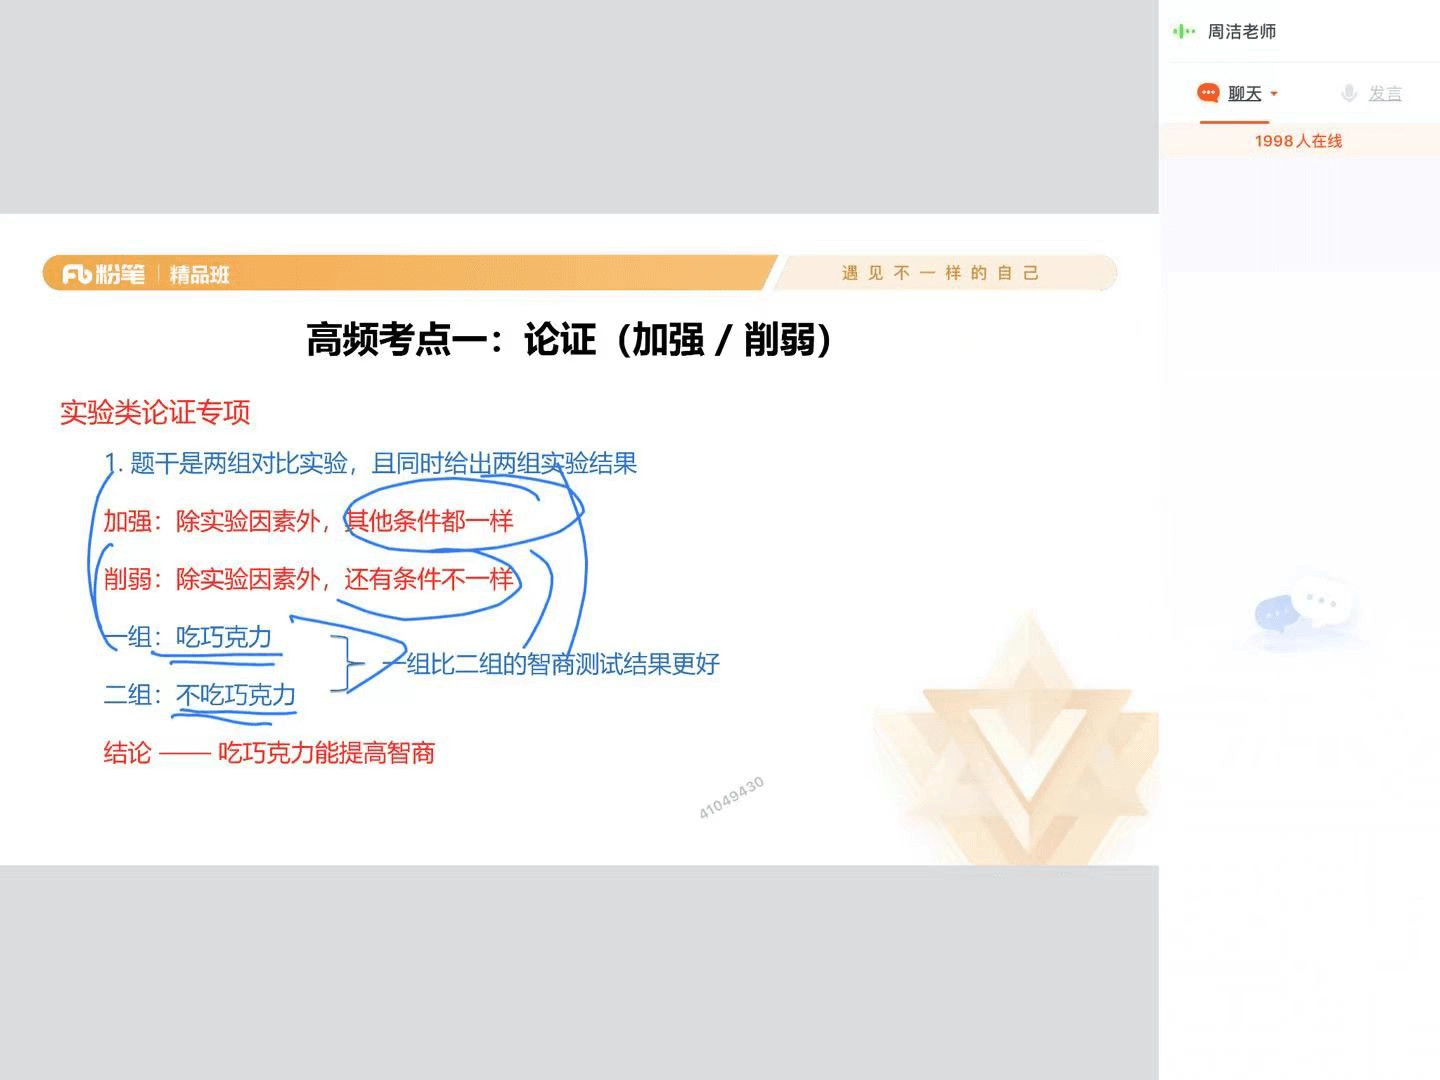 周洁老师
聊天
发言
1998人在线
粉笔 精品班
遇见不一样的自己
高频考点一：论证（加强 / 削弱）
实验类论证专项
1. 题干是两组对比实验，且同时给出两组实验结果
加强：除实验因素外，其他条件都一样
削弱：除实验因素外，还有条件不一样
一组：吃巧克力
一组比二组的智商测试结果更好
二组：不吃巧克力
结论 —— 吃巧克力能提高智商
41049430